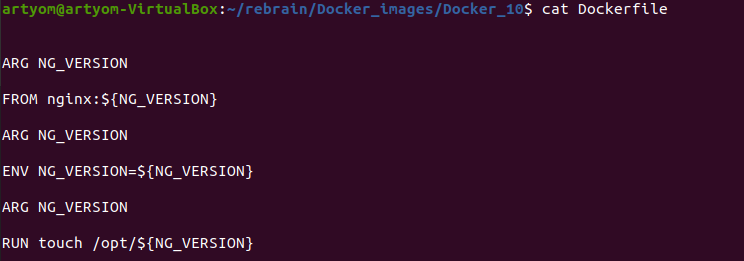 artyom@artyom-VirtualBox:~/rebrain/Docker_images/Docker_10$ cat Dockerfile
ARG NG_VERSION
FROM nginx:${NG_VERSION}
ARG NG_VERSION
ENV NG_VERSION=${NG_VERSION}
ARG NG_VERSION
RUN touch /opt/${NG_VERSION}